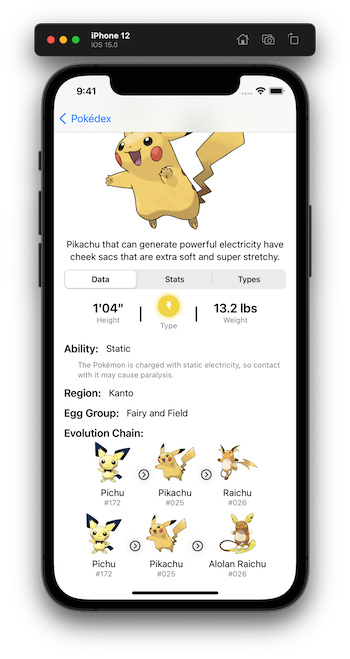 iPhone 12
iOS 15.0
9:41
Pokédex
Pikachu that can generate powerful electricity have
cheek sacs that are extra soft and super stretchy.
Data Stats Types
1'04" 13.2 lbs
Height Type Weight
Ability: Static
The Pokémon is charged with static electricity, so contact
with it may cause paralysis.
Region: Kanto
Egg Group: Fairy and Field
Evolution Chain:
Pichu Pikachu Raichu
#172 #025 #026
Pichu Pikachu Alolan Raichu
#172 #025 #026